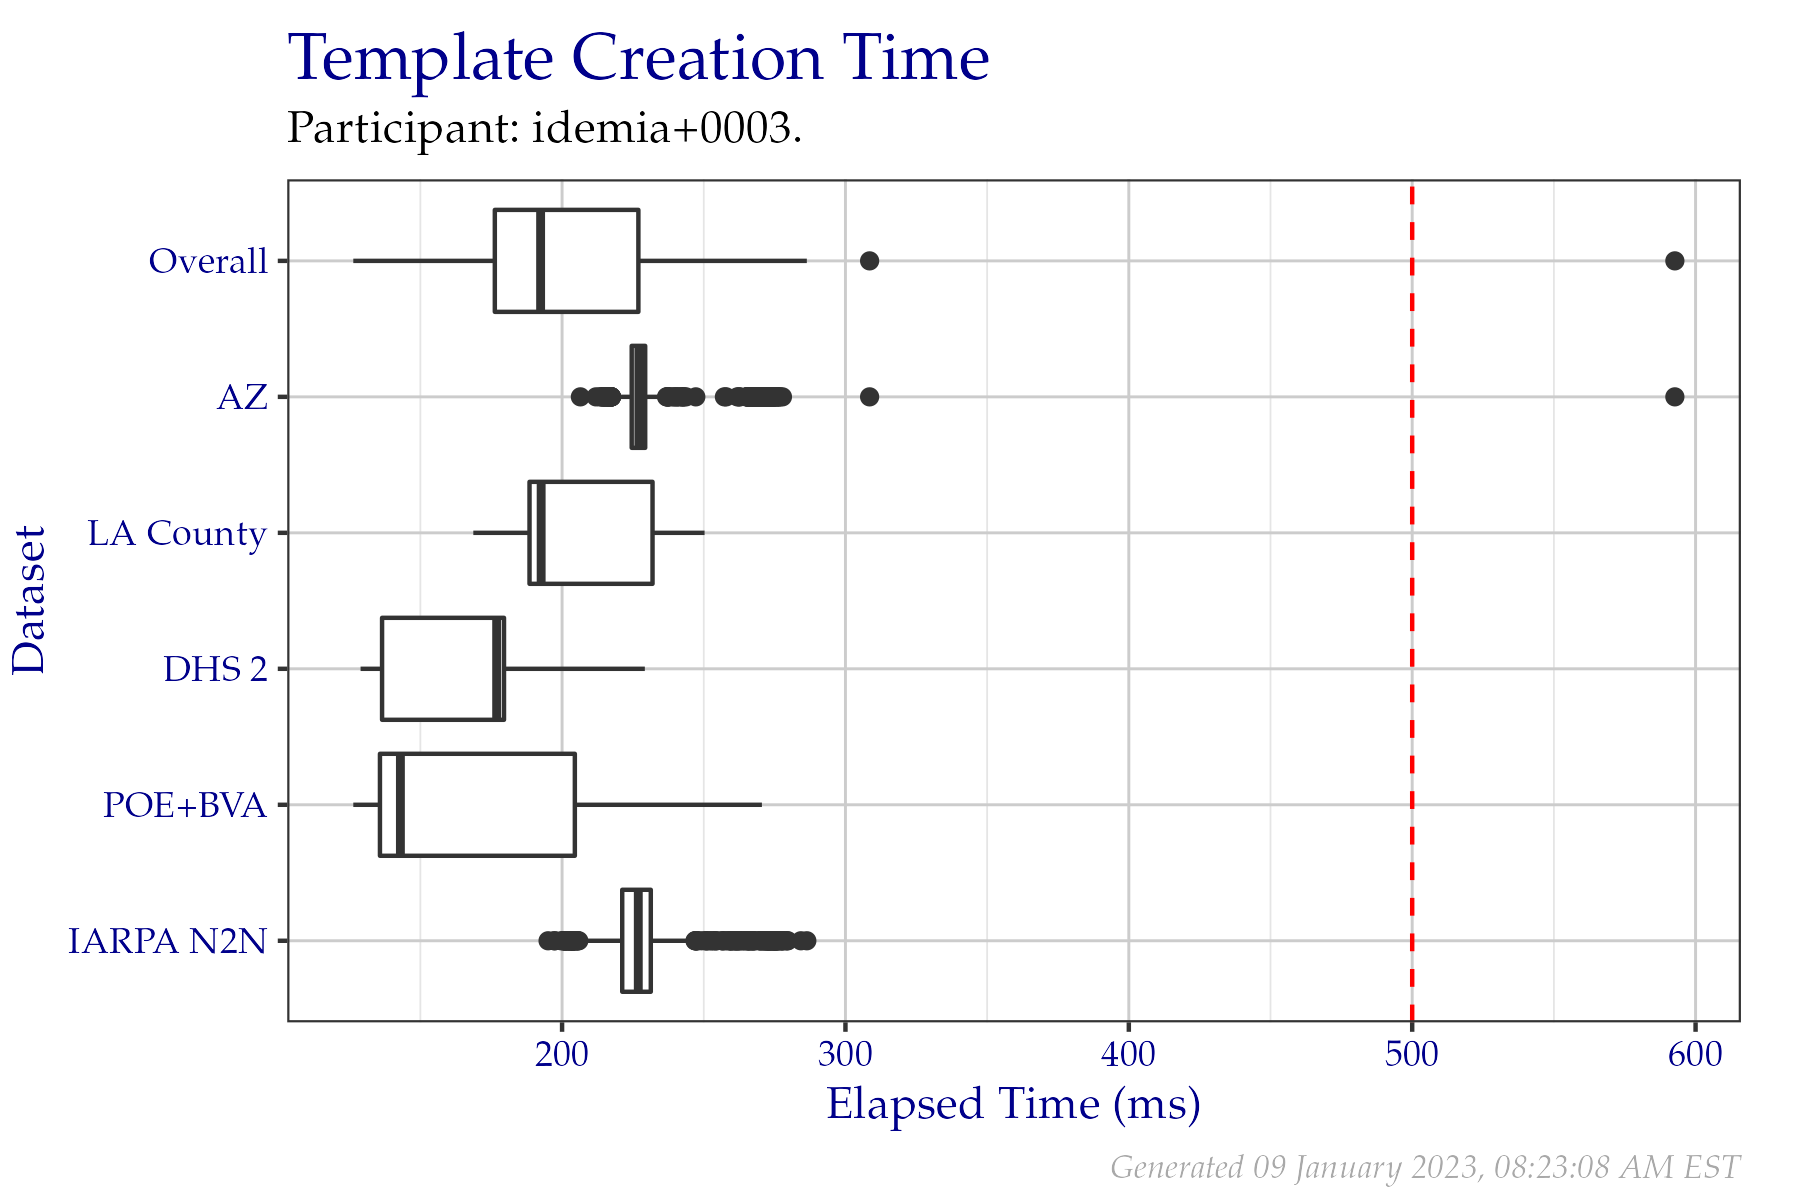 Template Creation Time
Participant: idemia+0003.
Overall
AZ
LA County
DHS 2
POE+BVA
IARPA N2N
Dataset
200 300 400 500 600
Elapsed Time (ms)
Generated 09 January 2023, 08:23:08 AM EST